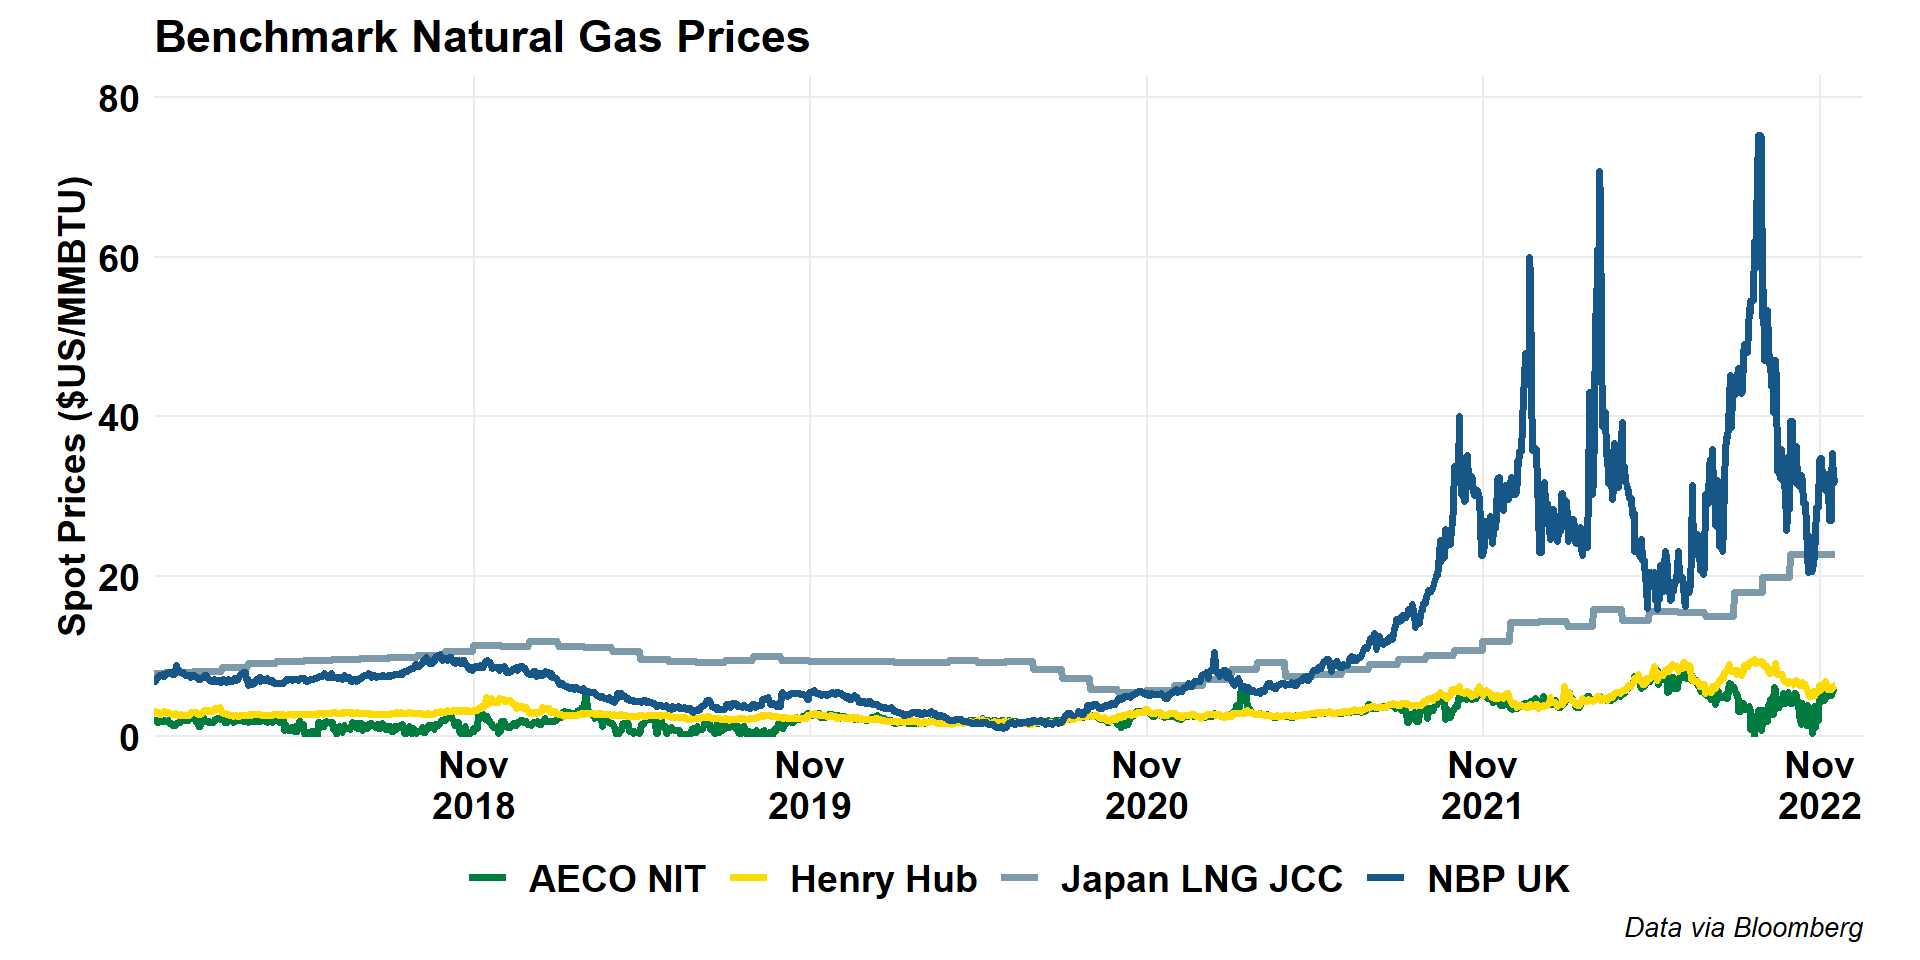 Benchmark Natural Gas Prices
Spot Prices ($US/MMBTU)
80
60
40
20
0
Nov 2018
Nov 2019
Nov 2020
Nov 2021
Nov 2022
AECO NIT Henry Hub Japan LNG JCC NBP UK
Data via Bloomberg